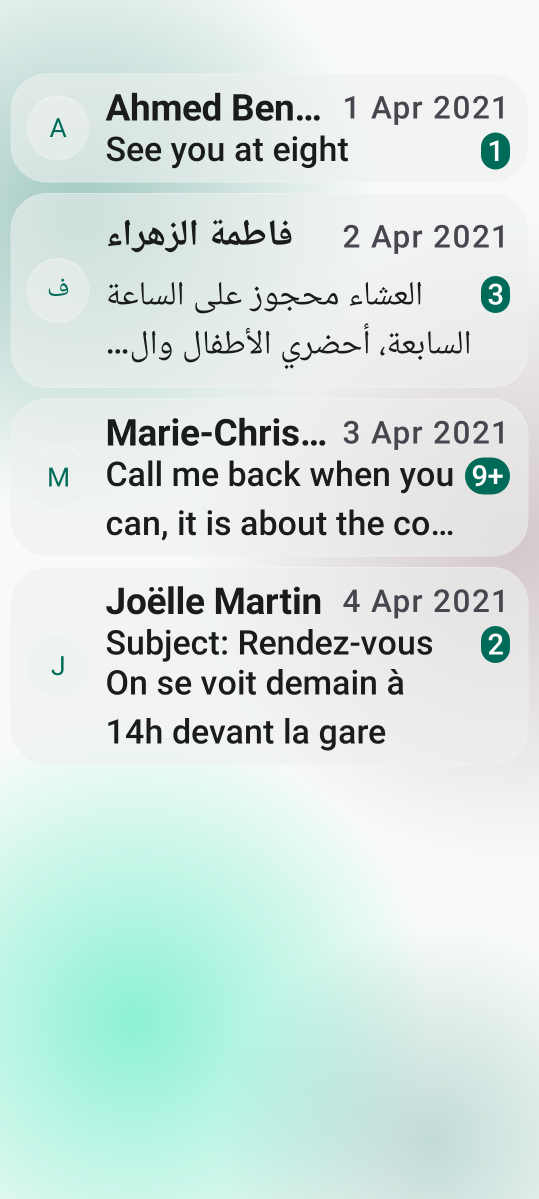 A
Ahmed Ben… 1 Apr 2021
See you at eight 1
فاطمة الزهراء 2 Apr 2021
ف
العشاء محجوز على الساعة 3
السابعة، أحضري الأطفال وال…
Marie-Chris… 3 Apr 2021
M
Call me back when you 9+
can, it is about the co…
Joëlle Martin 4 Apr 2021
Subject: Rendez-vous 2
J
On se voit demain à
14h devant la gare